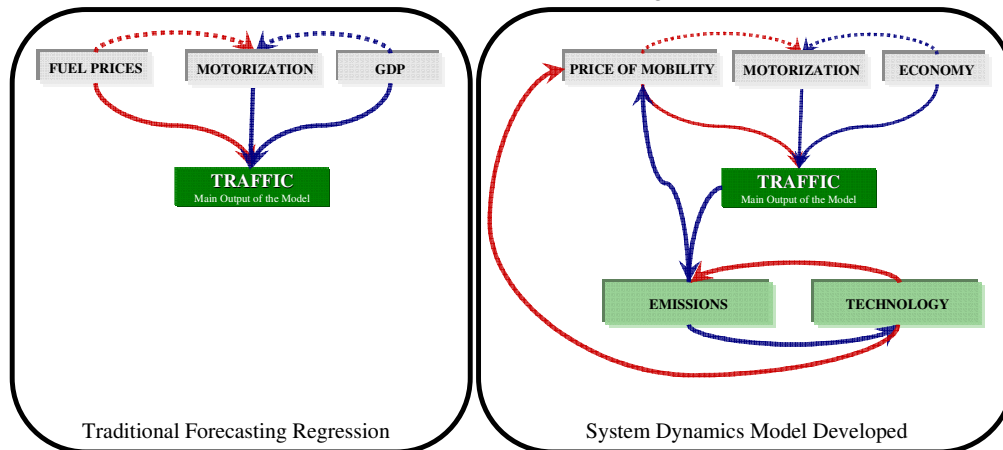 FUEL PRICES
MOTORIZATION
GDP
TRAFFIC
Main Output of the Model
Traditional Forecasting Regression
PRICE OF MOBILITY
MOTORIZATION
ECONOMY
TRAFFIC
Main Output of the Model
EMISSIONS
TECHNOLOGY
System Dynamics Model Developed